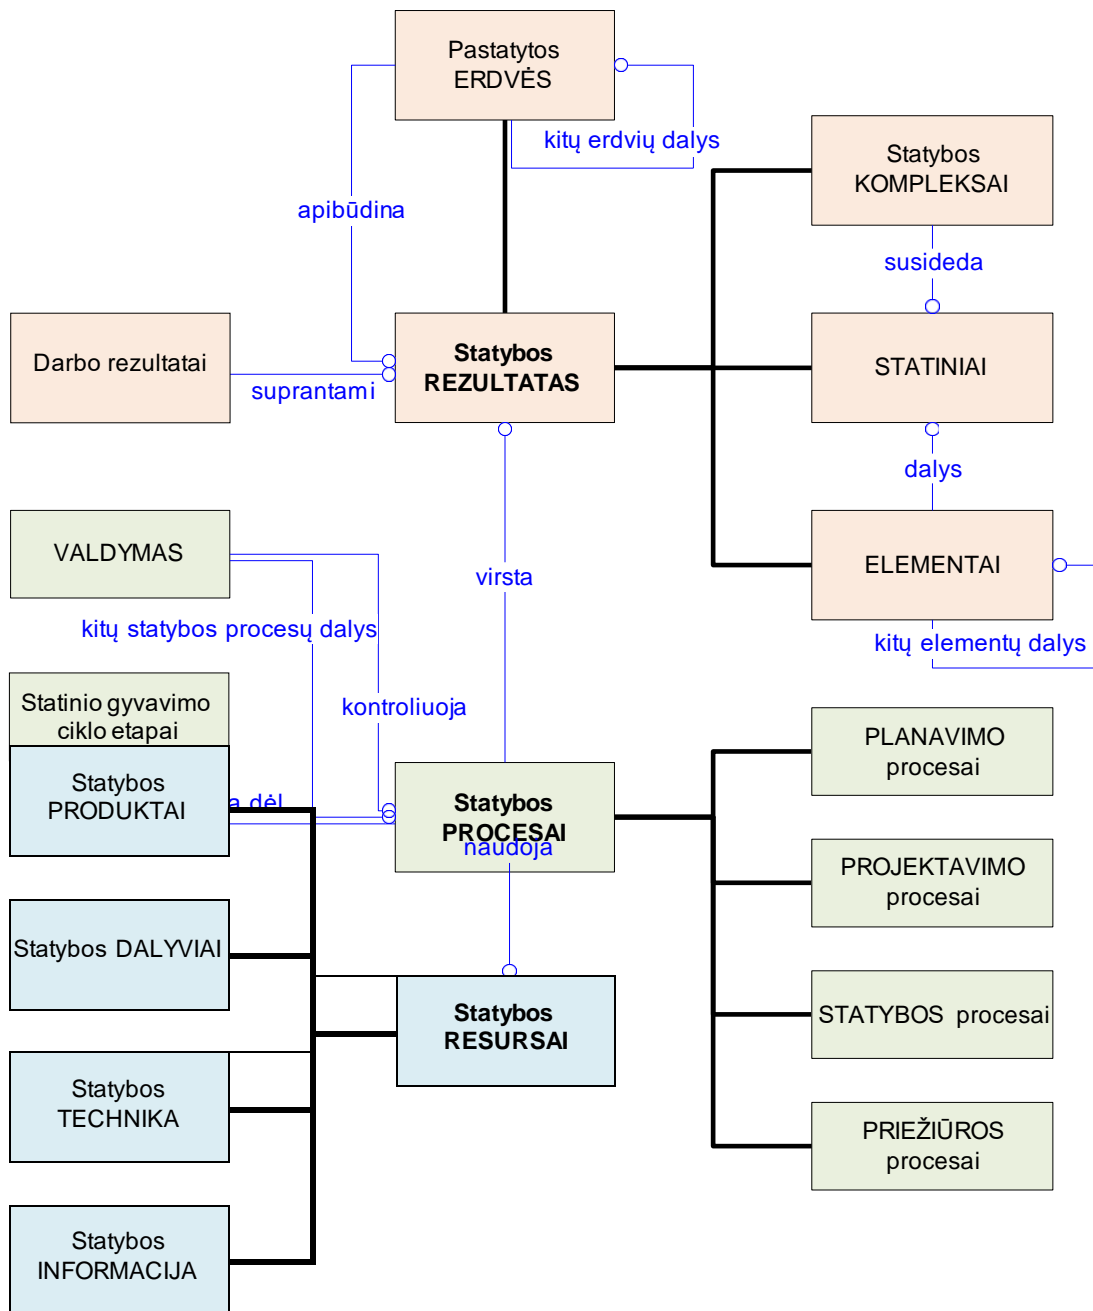 Pastatytos
ERDVĖS
kitų erdvių dalys
apibūdina
Statybos
KOMPLEKSAI
susideda
Darbo rezultatai
suprantami
Statybos
REZULTATAS
STATINIAI
dalys
VALDYMAS
virsta
ELEMENTAI
kitų statybos procesų dalys
kitų elementų dalys
kontroliuoja
Statinio gyvavimo
ciklo etapai
PLANAVIMO
procesai
Statybos
PRODUKTAI
dėl
Statybos
PROCESAI
naudoja
PROJEKTAVIMO
procesai
Statybos DALYVIAI
STATYBOS procesai
Statybos
RESURSAI
Statybos
TECHNIKA
PRIEŽIŪROS
procesai
Statybos
INFORMACIJA